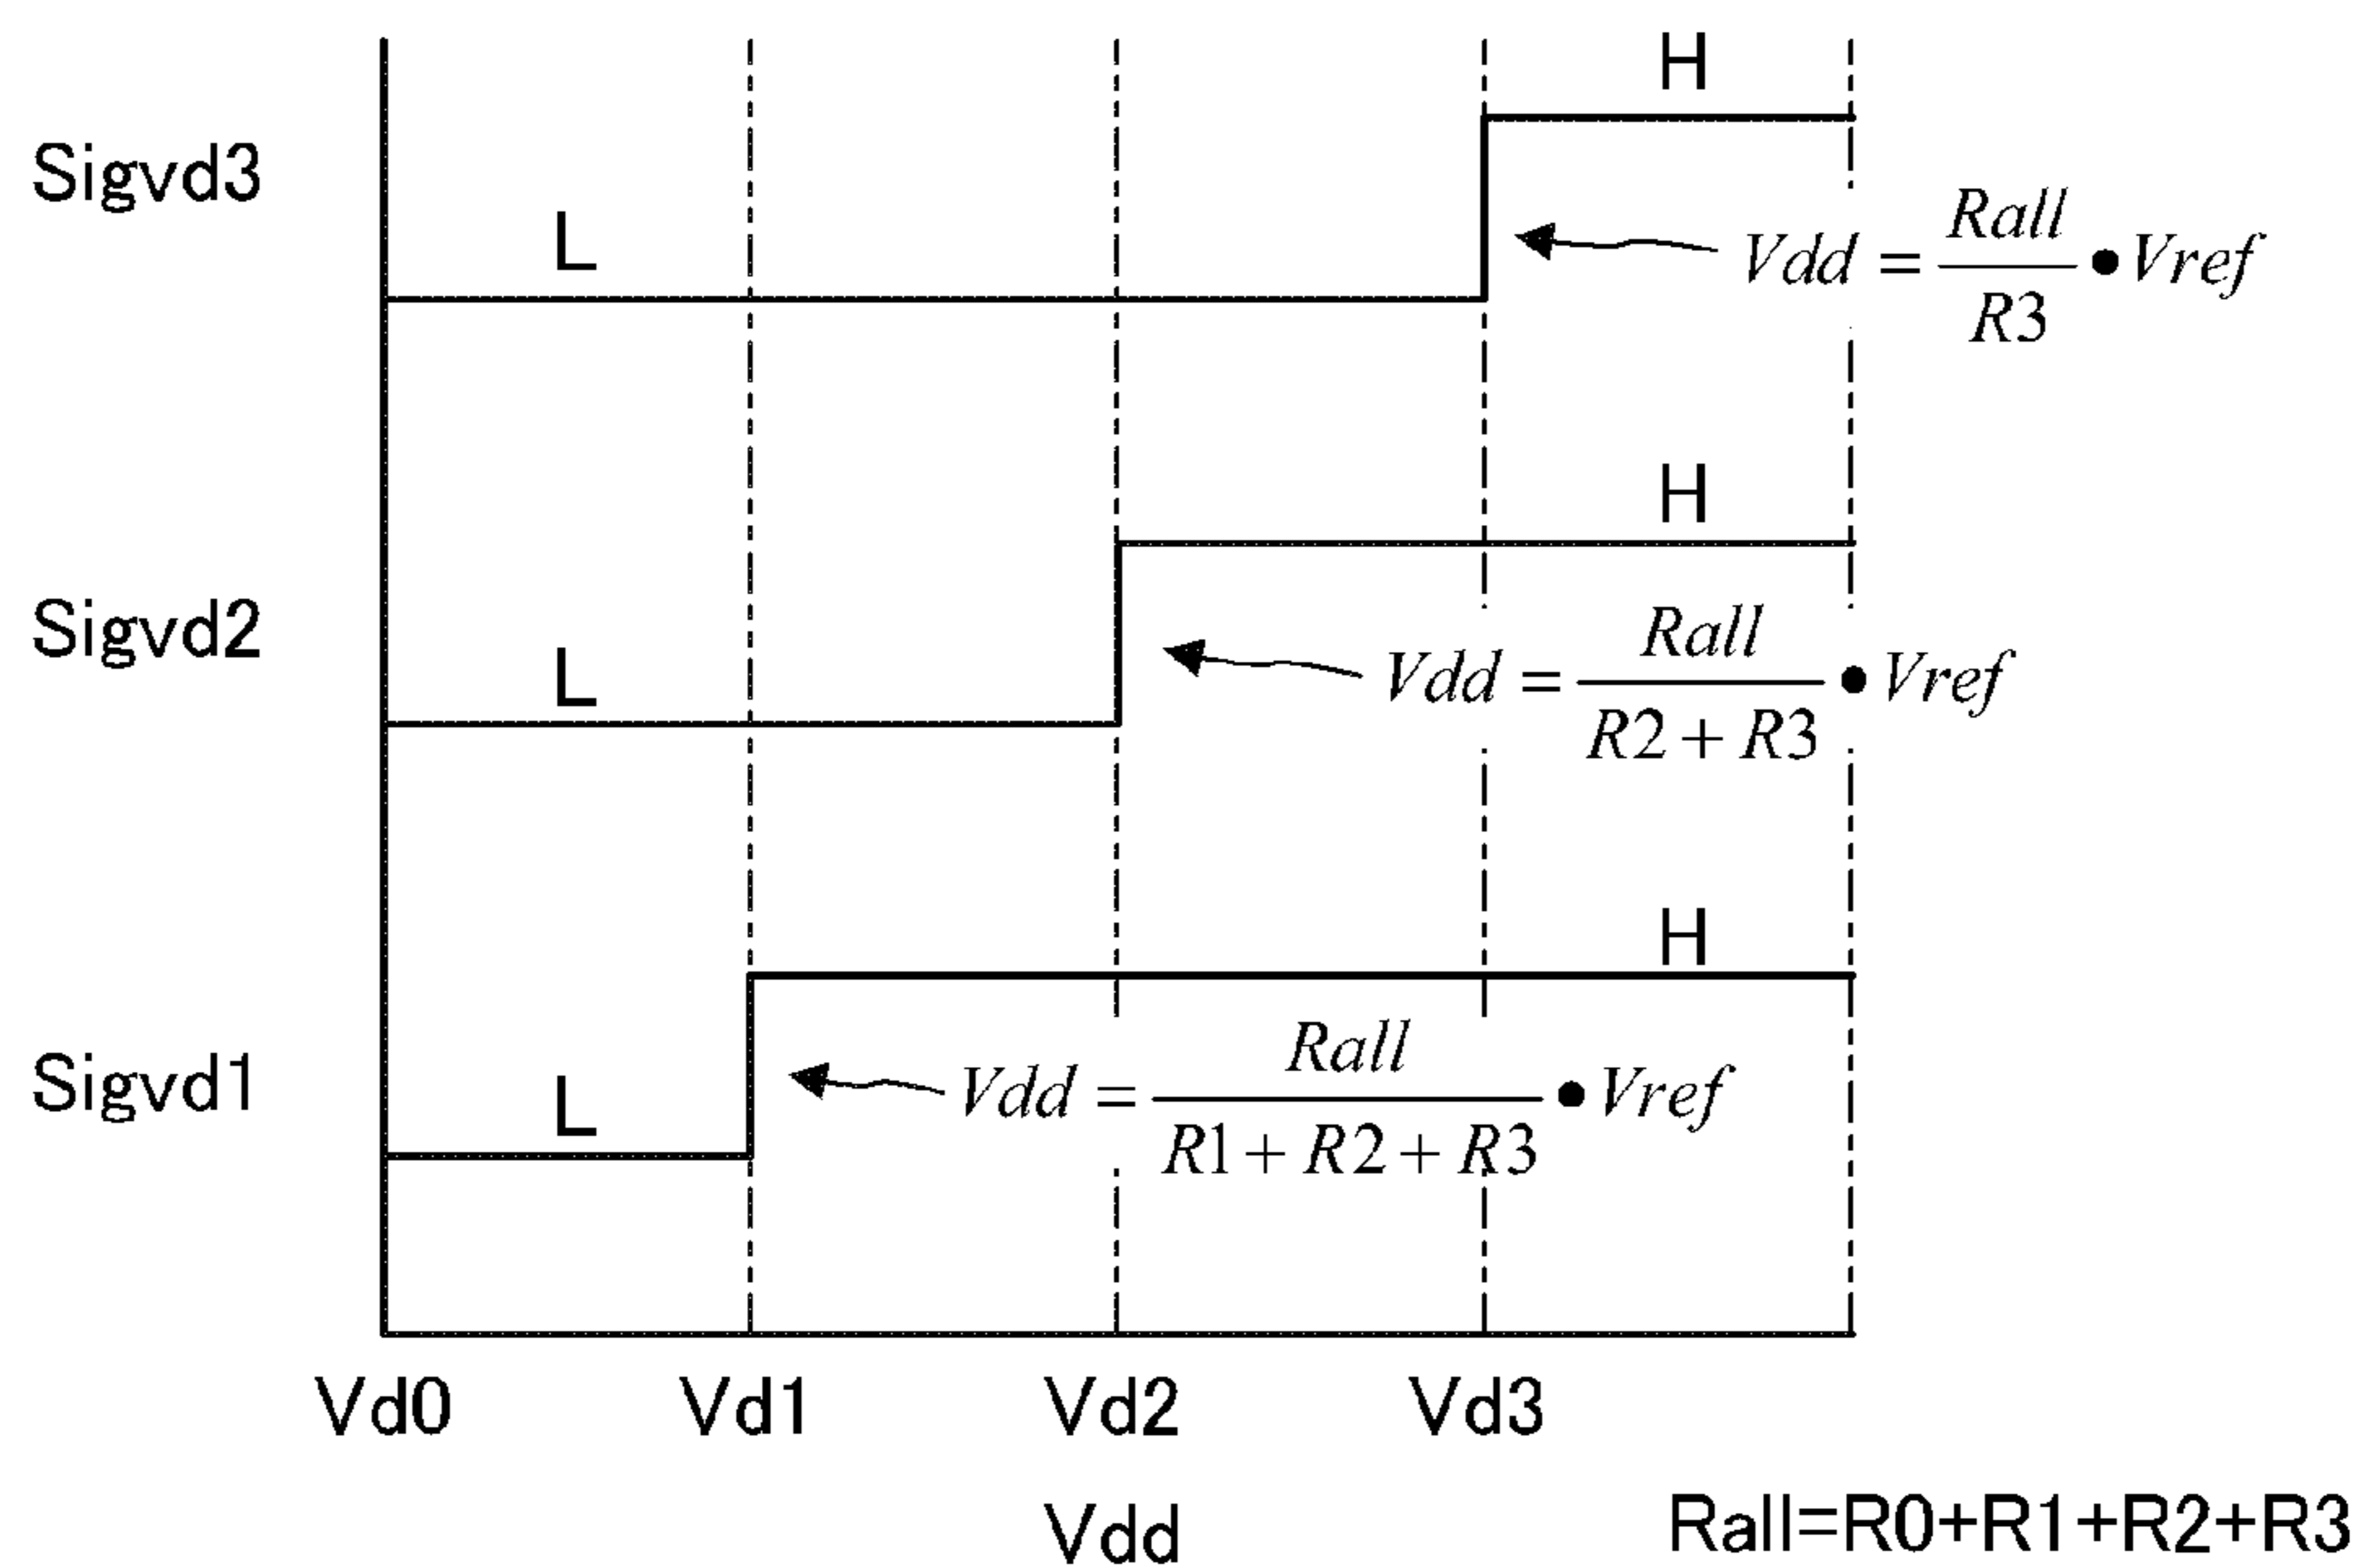 H
Sigvd3
L
Vdd = Rall / R3 • Vref
H
Sigvd2
L
Vdd = Rall / R2 + R3 • Vref
H
Sigvd1
L
Vdd = Rall / R1 + R2 + R3 • Vref
Vd0 Vd1 Vd2 Vd3
Vdd
Rall=R0+R1+R2+R3